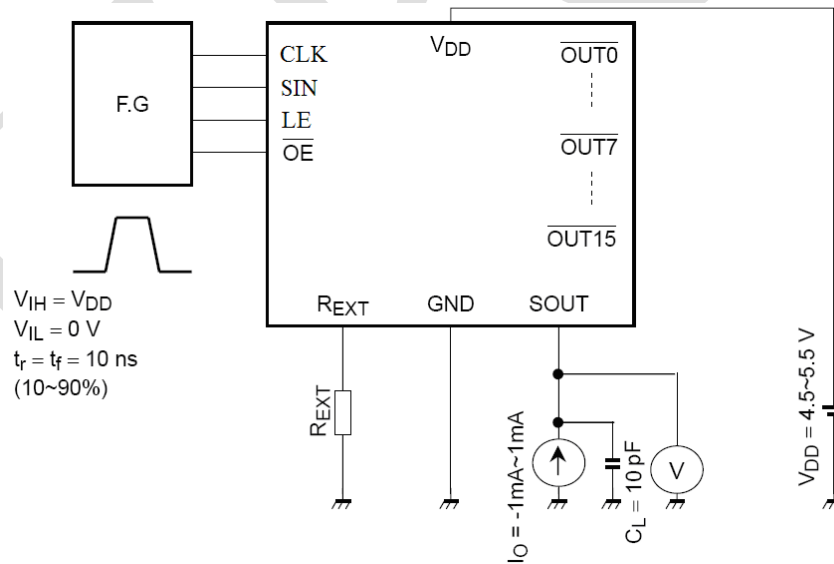 F.G
CLK
SIN
LE
OE
VDD
OUT0
OUT7
OUT15
REXT
GND
SOUT
VIH = VDD
VIL = 0 V
tr = tf = 10 ns
(10~90%)
REXT
IO = -1mA~1mA
CL = 10 pF
V
VDD = 4.5~5.5 V